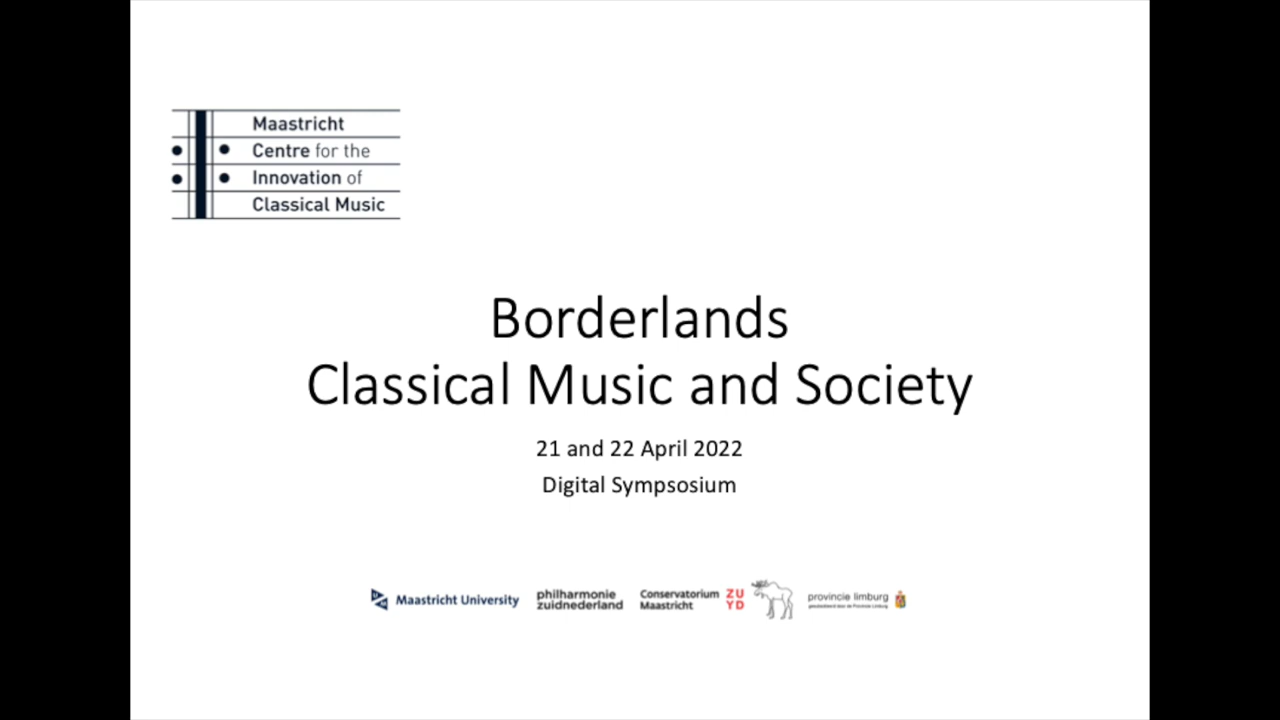 Maastricht
Centre for the
Innovation of
Classical Music
Borderlands
Classical Music and Society
21 and 22 April 2022
Digital Sympsosium
Maastricht University
philharmonie
zuidnederland
Conservatorium
Maastricht
ZU
YD
provincie limburg